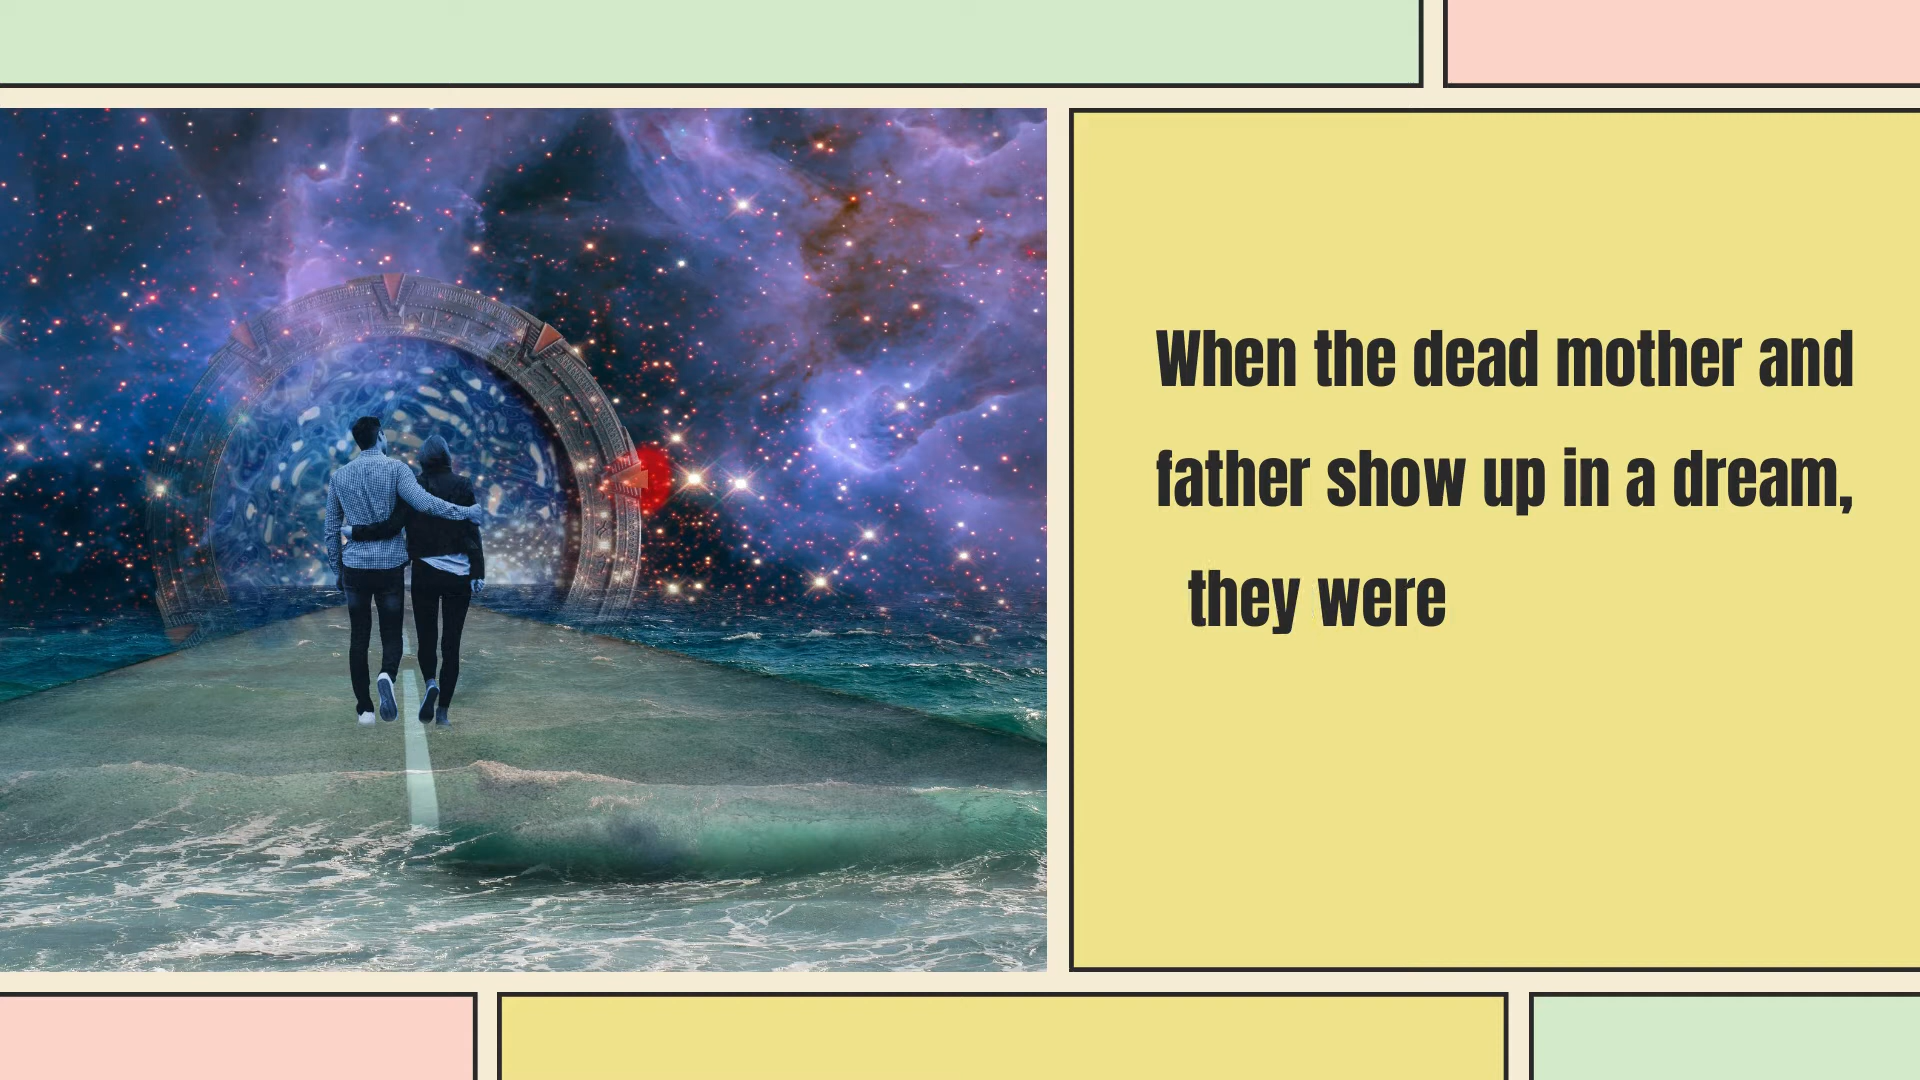 When the dead mother and
father show up in a dream,
they were